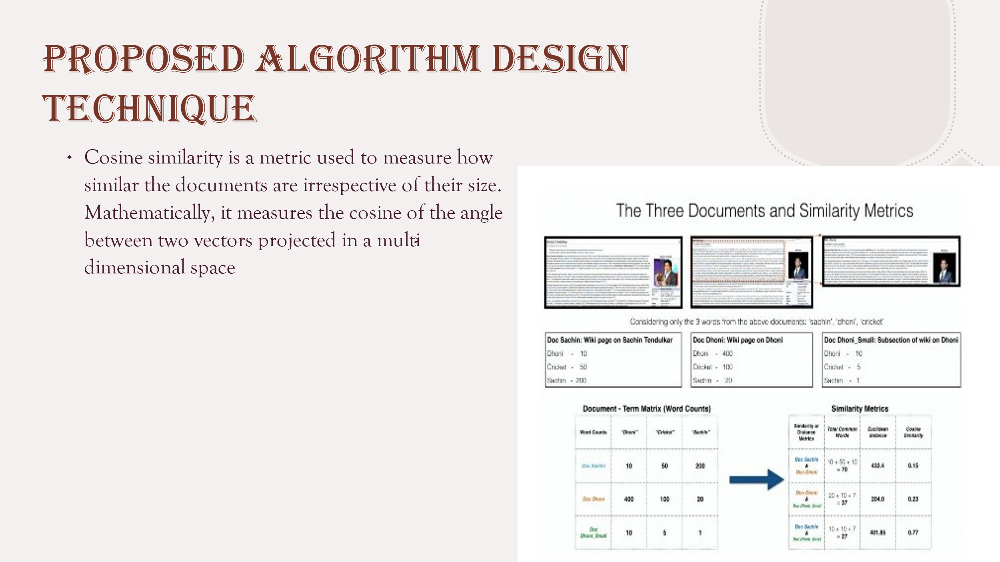 PROPOSED ALGORITHM DESIGN
TECHNIQUE
• Cosine similarity is a metric used to measure how
similar the documents are irrespective of their size.
Mathematically, it measures the cosine of the angle
between two vectors projected in a multi
dimensional space
The Three Documents and Similarity Metrics
Considering only the 3 words from the above documents: 'sachin', 'dhoni', 'cricket'
Doc Sachin: Wiki page on Sachin Tendulkar
Dhoni - 10
Cricket - 50
Sachin - 200
Doc Dhoni: Wiki page on Dhoni
Dhoni - 400
Cricket - 100
Sachin - 20
Doc Dhoni_Small: Subsection of wiki on Dhoni
Dhoni - 10
Cricket - 5
Sachin - 1
Document - Term Matrix (Word Counts)
Word Counts "Dhoni" "Cricket" "Sachin"
Doc Sachin 10 50 200
Doc Dhoni 400 100 20
Doc
Dhoni_Small 10 5 1
Similarity Metrics
Similarity or
Distance
Metrics
Total Common
Words
Euclidean
distance
Cosine
Similarity
Doc Sachin
&
Doc Dhoni
10 + 50 + 10
= 70
432.4
0.15
Doc Dhoni
&
Doc Dhoni_Small
20 + 10 + 7
= 37
204.0
0.23
Doc Sachin
&
Doc Dhoni_Small
10 + 10 + 7
= 27
401.85
0.77